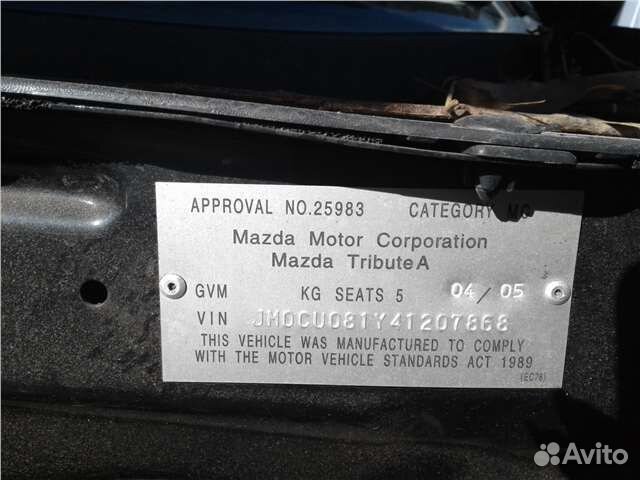 APPROVAL NO.25983 CATEGORY MC
Mazda Motor Corporation
Mazda Tribute A
GVM KG SEATS 5 04/05
VIN JM0CU081Y41207868
THIS VEHICLE WAS MANUFACTURED TO COMPLY
WITH THE MOTOR VEHICLE STANDARDS ACT 1989
(EC78)
Avito